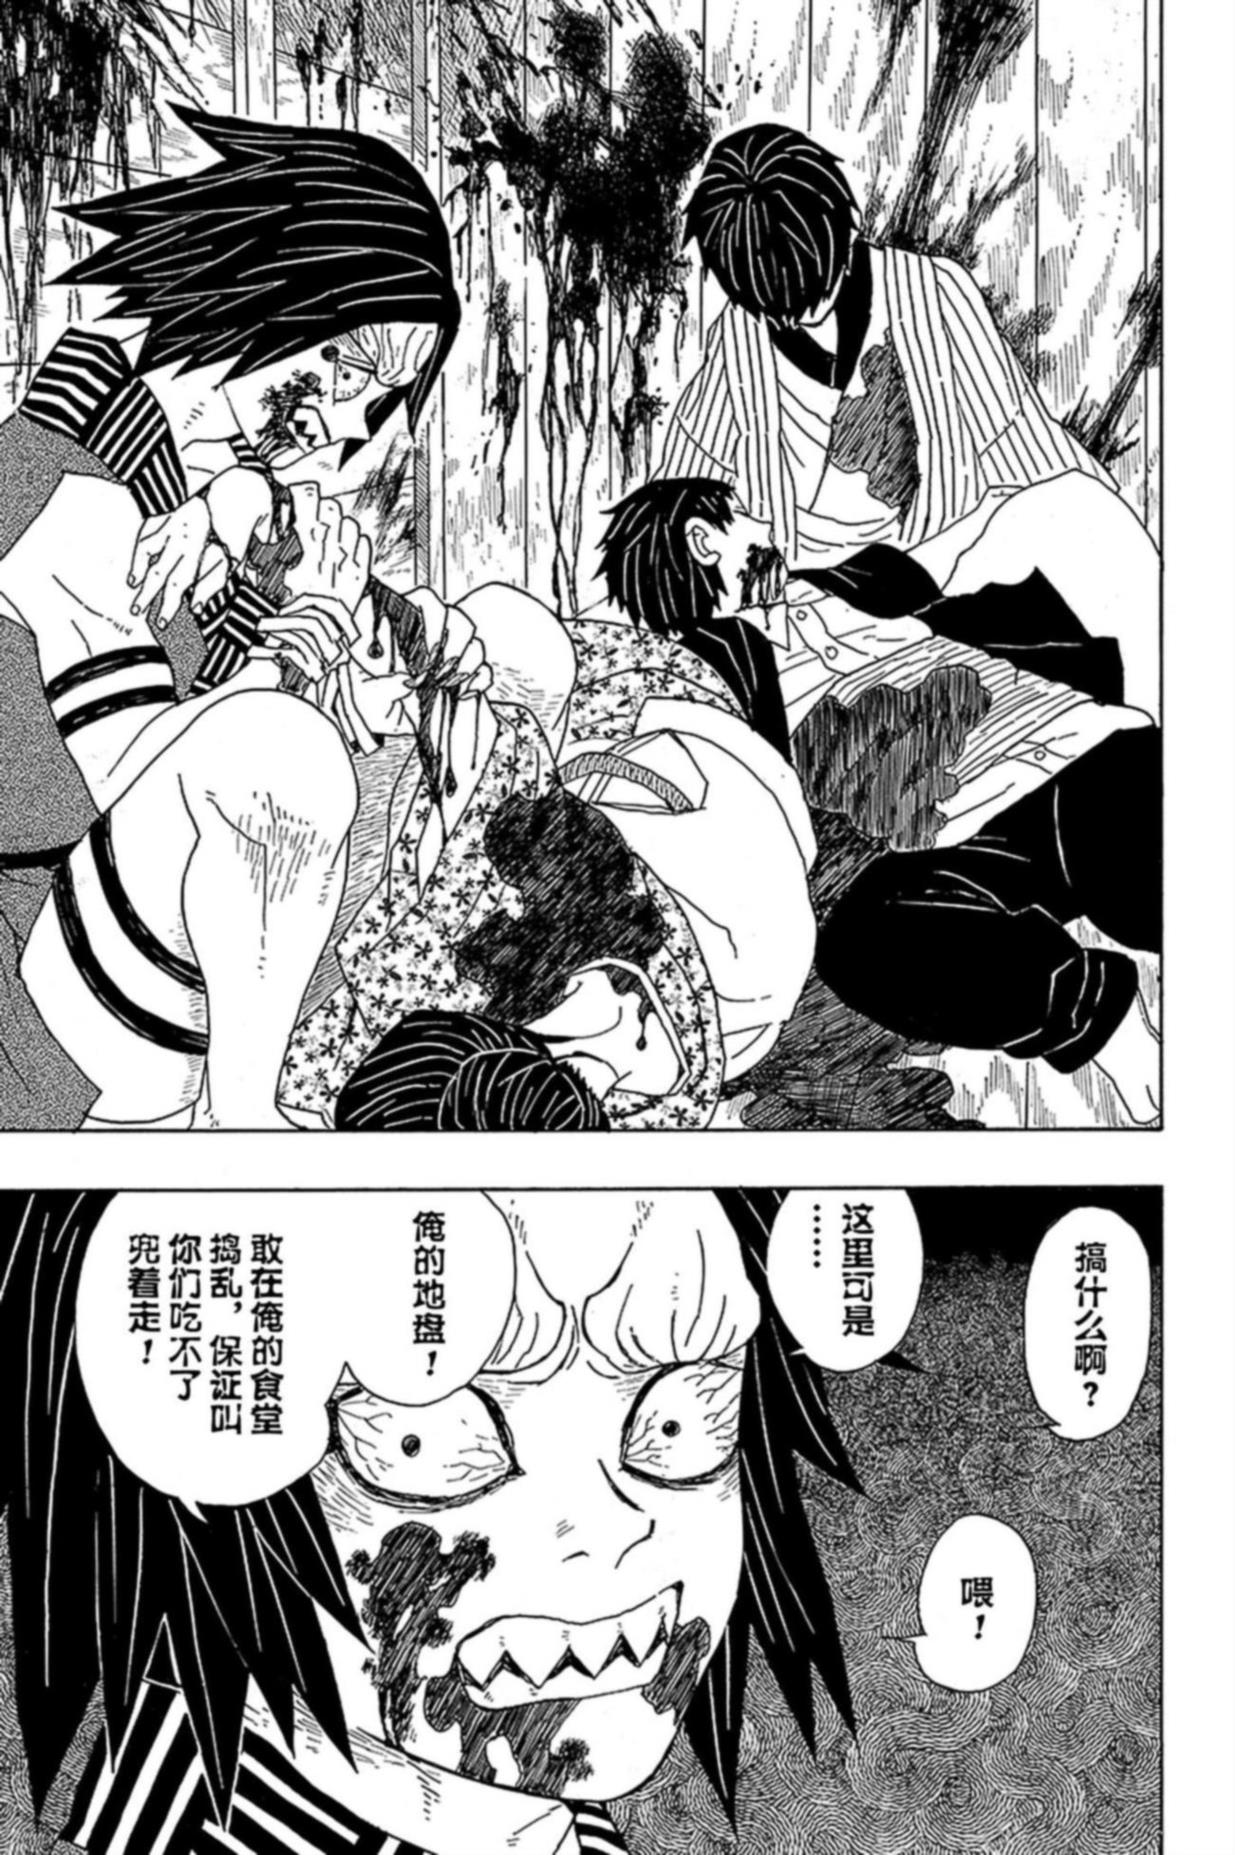 搞什么啊?
喂!
这里可是
……
俺的地盘!
敢在俺的食堂
捣乱,保证叫
你们吃不了
兜着走!